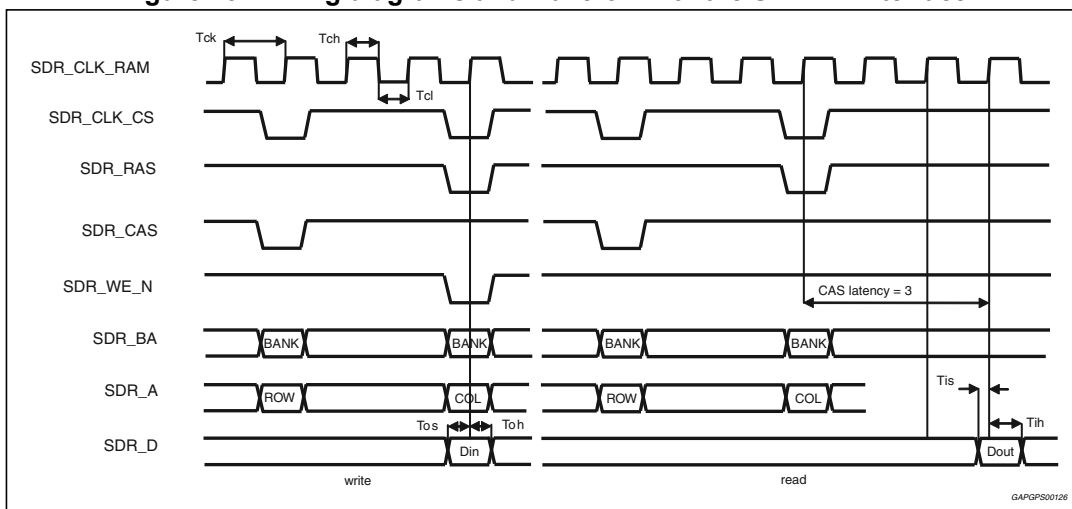 Tck
Tch
SDR_CLK_RAM
Tcl
SDR_CLK_CS
SDR_RAS
SDR_CAS
SDR_WE_N
CAS latency = 3
SDR_BA
BANK
BANK
BANK
BANK
SDR_A
ROW
COL
ROW
COL
Tis
Tos
Toh
Tih
SDR_D
Din
Dout
write
read
GAPGPS00126